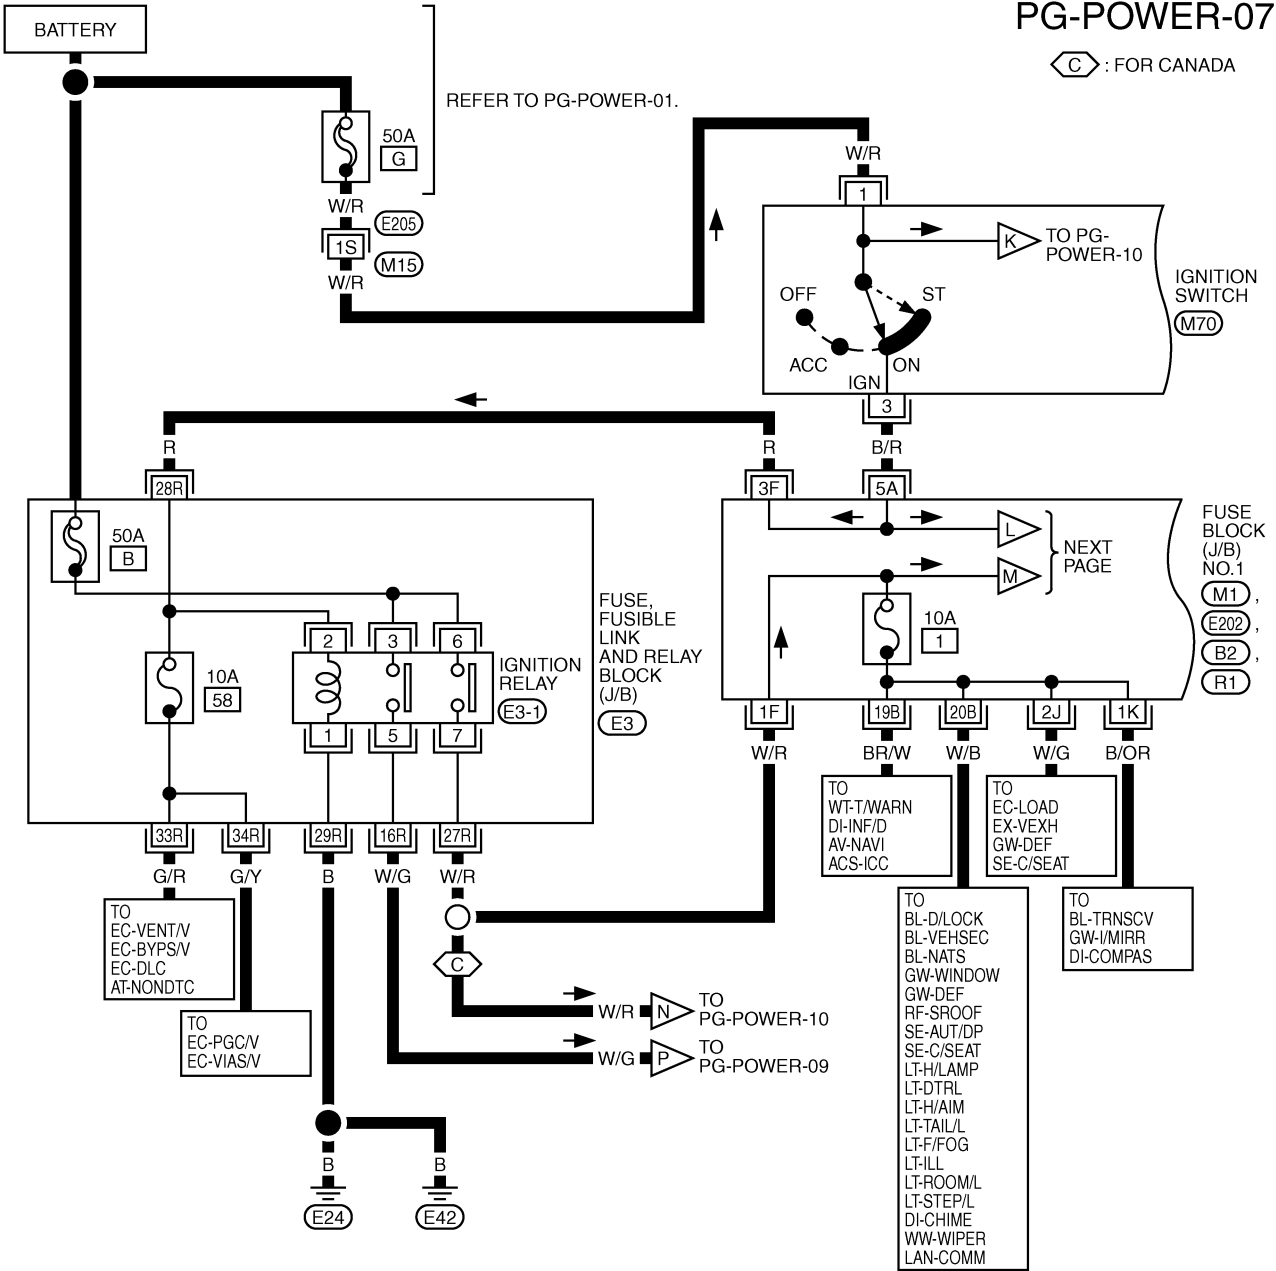 PG-POWER-07
C : FOR CANADA
BATTERY
REFER TO PG-POWER-01.
50A
G
W/R
E205
1S
M15
W/R
W/R
1
K
TO PG-
POWER-10
IGNITION
SWITCH
M70
OFF
ST
ACC
ON
IGN
3
R
R
B/R
28R
3F
5A
50A
B
L
M
NEXT
PAGE
FUSE
BLOCK
(J/B)
NO.1
M1 ,
E202 ,
B2 ,
R1
10A
1
FUSE,
FUSIBLE
LINK
AND RELAY
BLOCK
(J/B)
E3
2
3
6
IGNITION
RELAY
E3-1
10A
58
1
5
7
1F
19B
20B
2J
1K
W/R
BR/W
W/B
W/G
B/OR
33R
34R
29R
16R
27R
G/R
G/Y
B
W/G
W/R
TO
WT-T/WARN
DI-INF/D
AV-NAVI
ACS-ICC
TO
EC-LOAD
EX-VEXH
GW-DEF
SE-C/SEAT
TO
EC-VENT/V
EC-BYPS/V
EC-DLC
AT-NONDTC
TO
BL-D/LOCK
BL-VEHSEC
BL-NATS
GW-WINDOW
GW-DEF
RF-SROOF
SE-AUT/DP
SE-C/SEAT
LT-H/LAMP
LT-DTRL
LT-H/AIM
LT-TAIL/L
LT-F/FOG
LT-ILL
LT-ROOM/L
LT-STEP/L
DI-CHIME
WW-WIPER
LAN-COMM
TO
BL-TRNSCV
GW-I/MIRR
DI-COMPAS
C
W/R
N
TO
PG-POWER-10
TO
EC-PGC/V
EC-VIAS/V
W/G
P
TO
PG-POWER-09
B
B
E24
E42